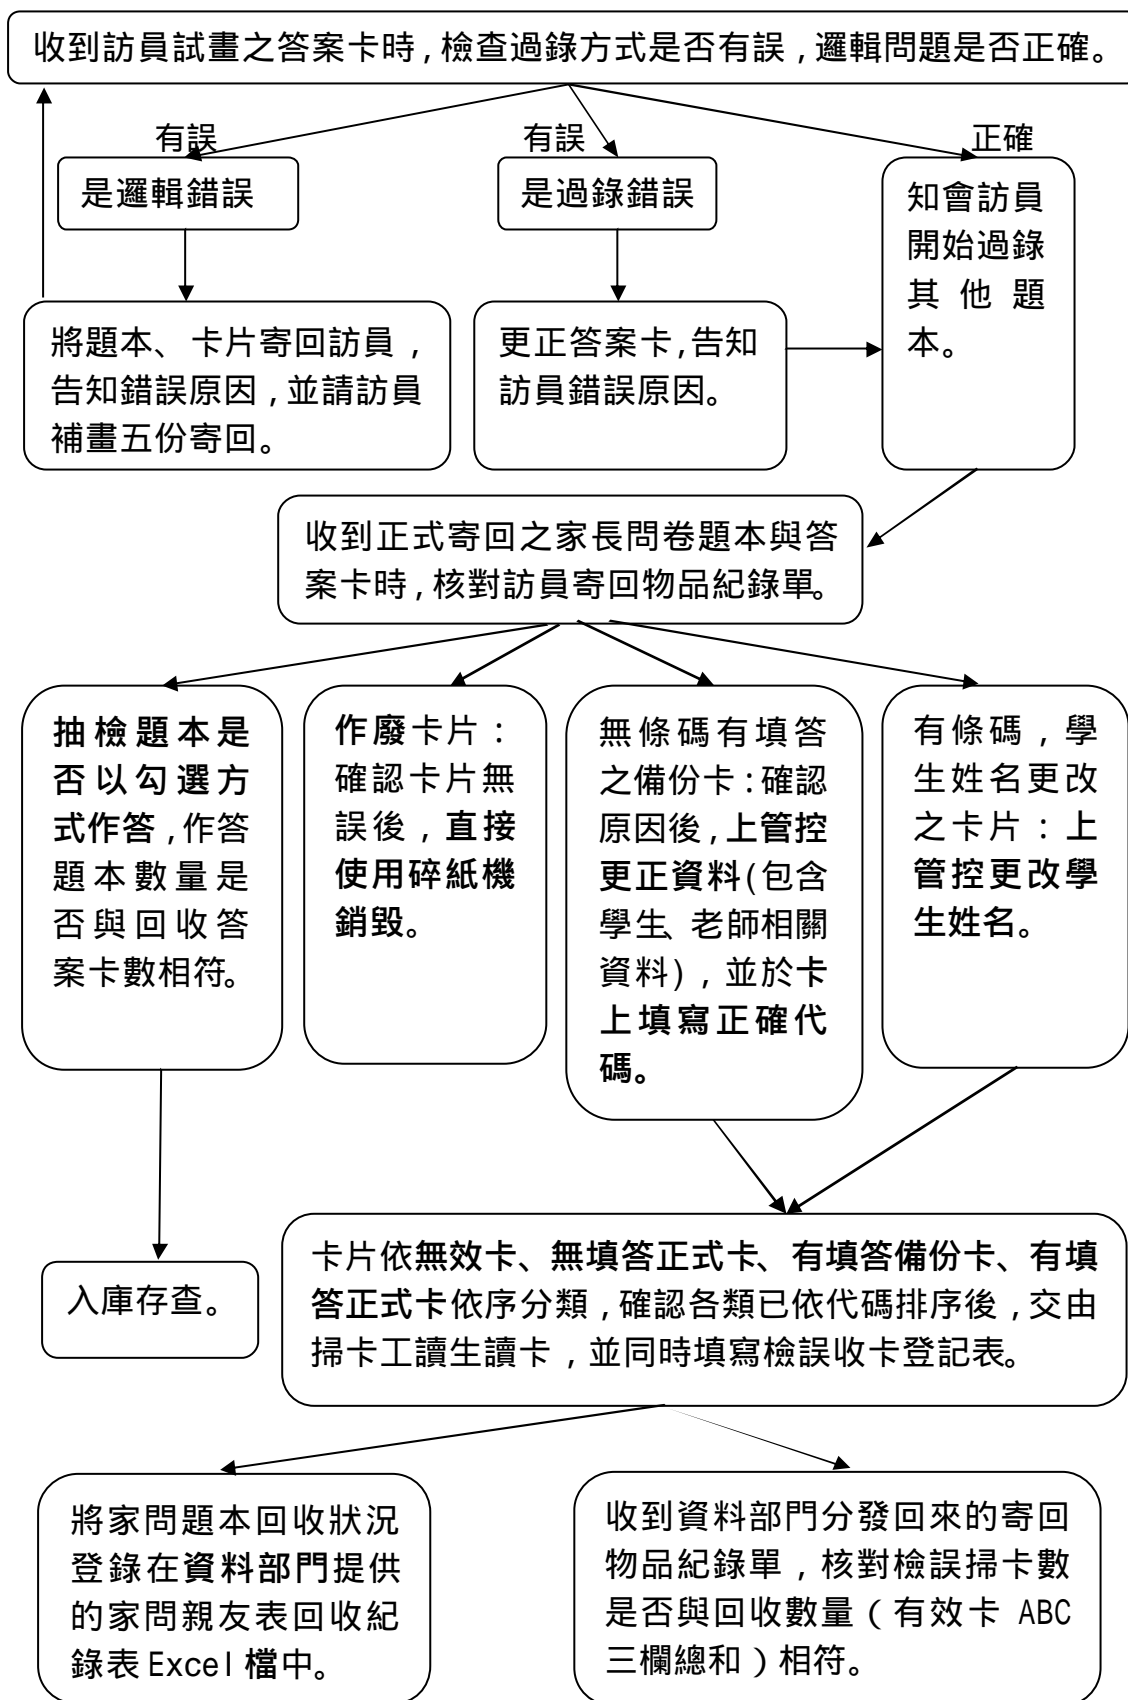 收到訪員試畫之答案卡時,檢查過錄方式是否有誤,邏輯問題是否正確。
有誤
有誤
正確
是邏輯錯誤
是過錄錯誤
知會訪員
開始過錄
其他題
本。
將題本、卡片寄回訪員,
告知錯誤原因,並請訪員
補畫五份寄回。
更正答案卡,告知
訪員錯誤原因。
收到正式寄回之家長問卷題本與答
案卡時,核對訪員寄回物品紀錄單。
抽檢題本是
否以勾選方
式作答,作答
題本數量是
否與回收答
案卡數相符。
作廢卡片:
確認卡片無
誤後,直接
使用碎紙機
銷毀。
無條碼有填答
之備份卡:確認
原因後,上管控
更正資料(包含
學生、老師相關
資料),並於卡
上填寫正確代
碼。
有條碼,學
生姓名更改
之卡片:上
管控更改學
生姓名。
入庫存查。
卡片依無效卡、無填答正式卡、有填答備份卡、有填
答正式卡依序分類,確認各類已依代碼排序後,交由
掃卡工讀生讀卡,並同時填寫檢誤收卡登記表。
將家問題本回收狀況
登錄在資料部門提供
的家問親友表回收紀
錄表 Excel 檔中。
收到資料部門分發回來的寄回
物品紀錄單,核對檢誤掃卡數
是否與回收數量(有效卡 ABC
三欄總和)相符。